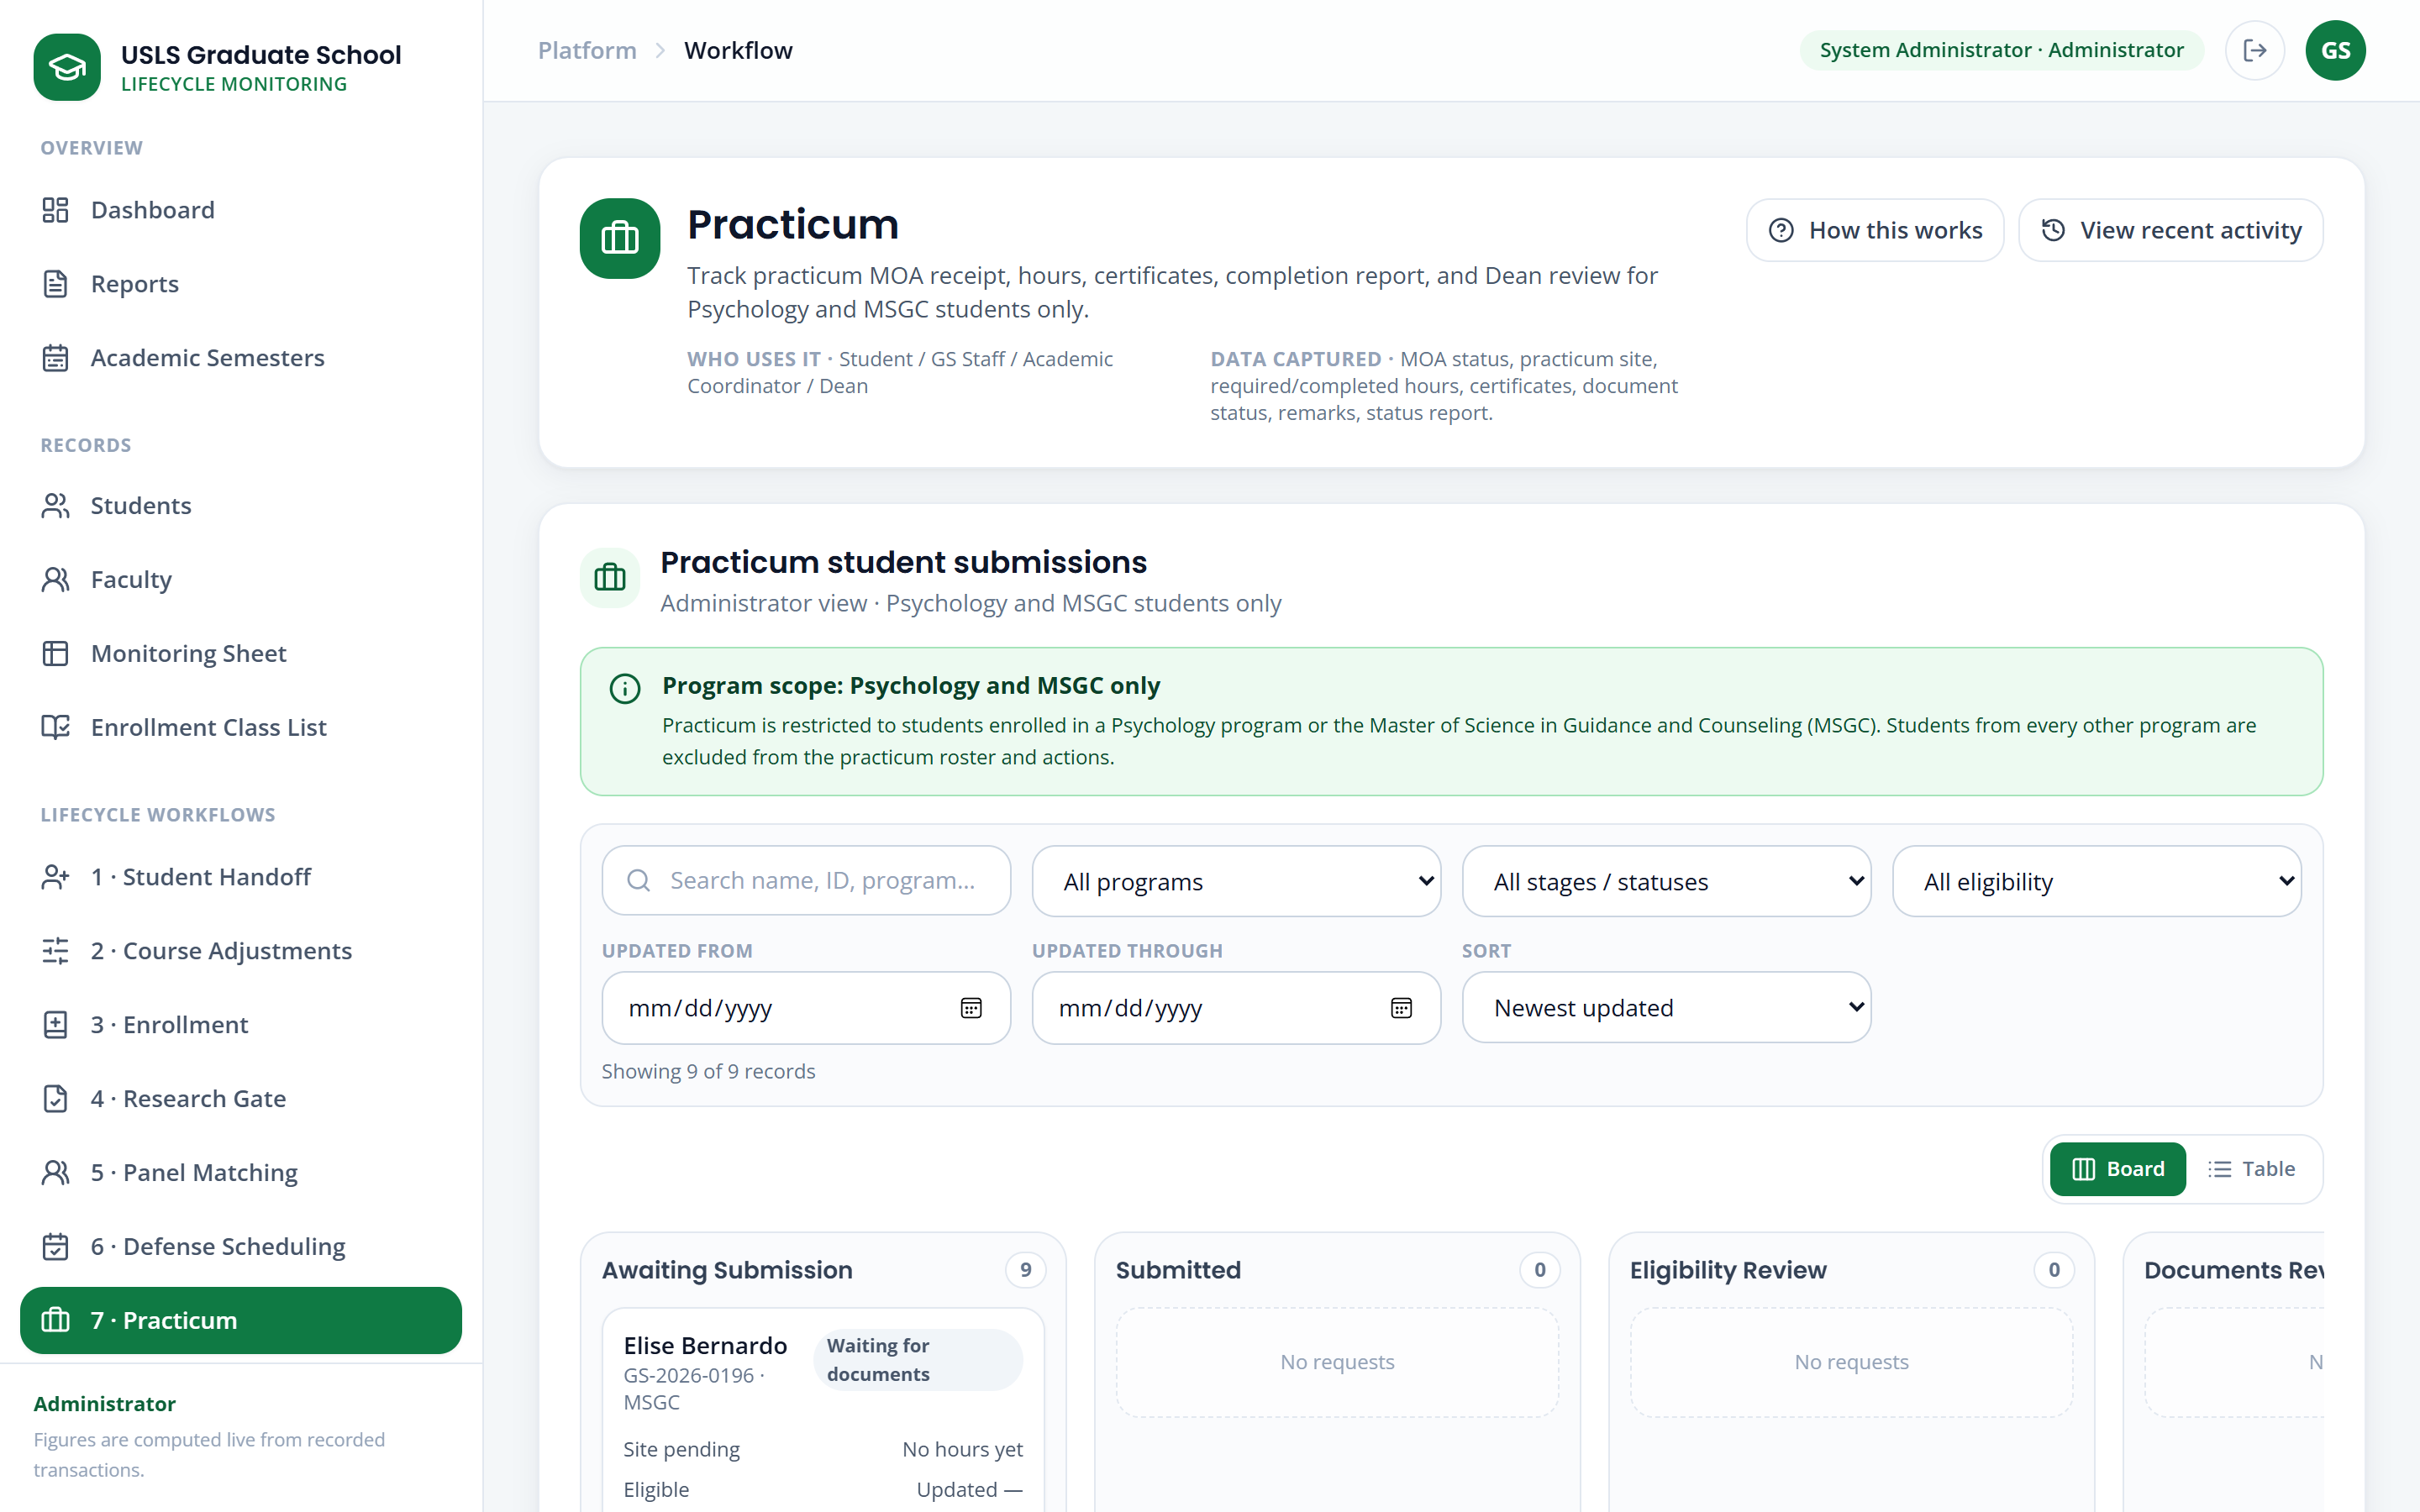 USLS Graduate School
LIFECYCLE MONITORING
OVERVIEW
Dashboard
Reports
Academic Semesters
RECORDS
Students
Faculty
Monitoring Sheet
Enrollment Class List
LIFECYCLE WORKFLOWS
1 · Student Handoff
2 · Course Adjustments
3 · Enrollment
4 · Research Gate
5 · Panel Matching
6 · Defense Scheduling
7 · Practicum
Administrator
Figures are computed live from recorded
transactions.
Platform > Workflow
System Administrator · Administrator
GS
Practicum
Track practicum MOA receipt, hours, certificates, completion report, and Dean review for
Psychology and MSGC students only.
WHO USES IT · Student / GS Staff / Academic
Coordinator / Dean
DATA CAPTURED · MOA status, practicum site,
required/completed hours, certificates, document
status, remarks, status report.
How this works
View recent activity
Practicum student submissions
Administrator view · Psychology and MSGC students only
Program scope: Psychology and MSGC only
Practicum is restricted to students enrolled in a Psychology program or the Master of Science in Guidance and Counseling (MSGC). Students from every other program are
excluded from the practicum roster and actions.
Search name, ID, program...
All programs
All stages / statuses
All eligibility
UPDATED FROM
UPDATED THROUGH
SORT
mm/dd/yyyy
mm/dd/yyyy
Newest updated
Showing 9 of 9 records
Board
Table
Awaiting Submission 9
Elise Bernardo
GS-2026-0196 ·
MSGC
Waiting for
documents
Site pending
No hours yet
Eligible
Updated —
Submitted 0
No requests
Eligibility Review 0
No requests
Documents